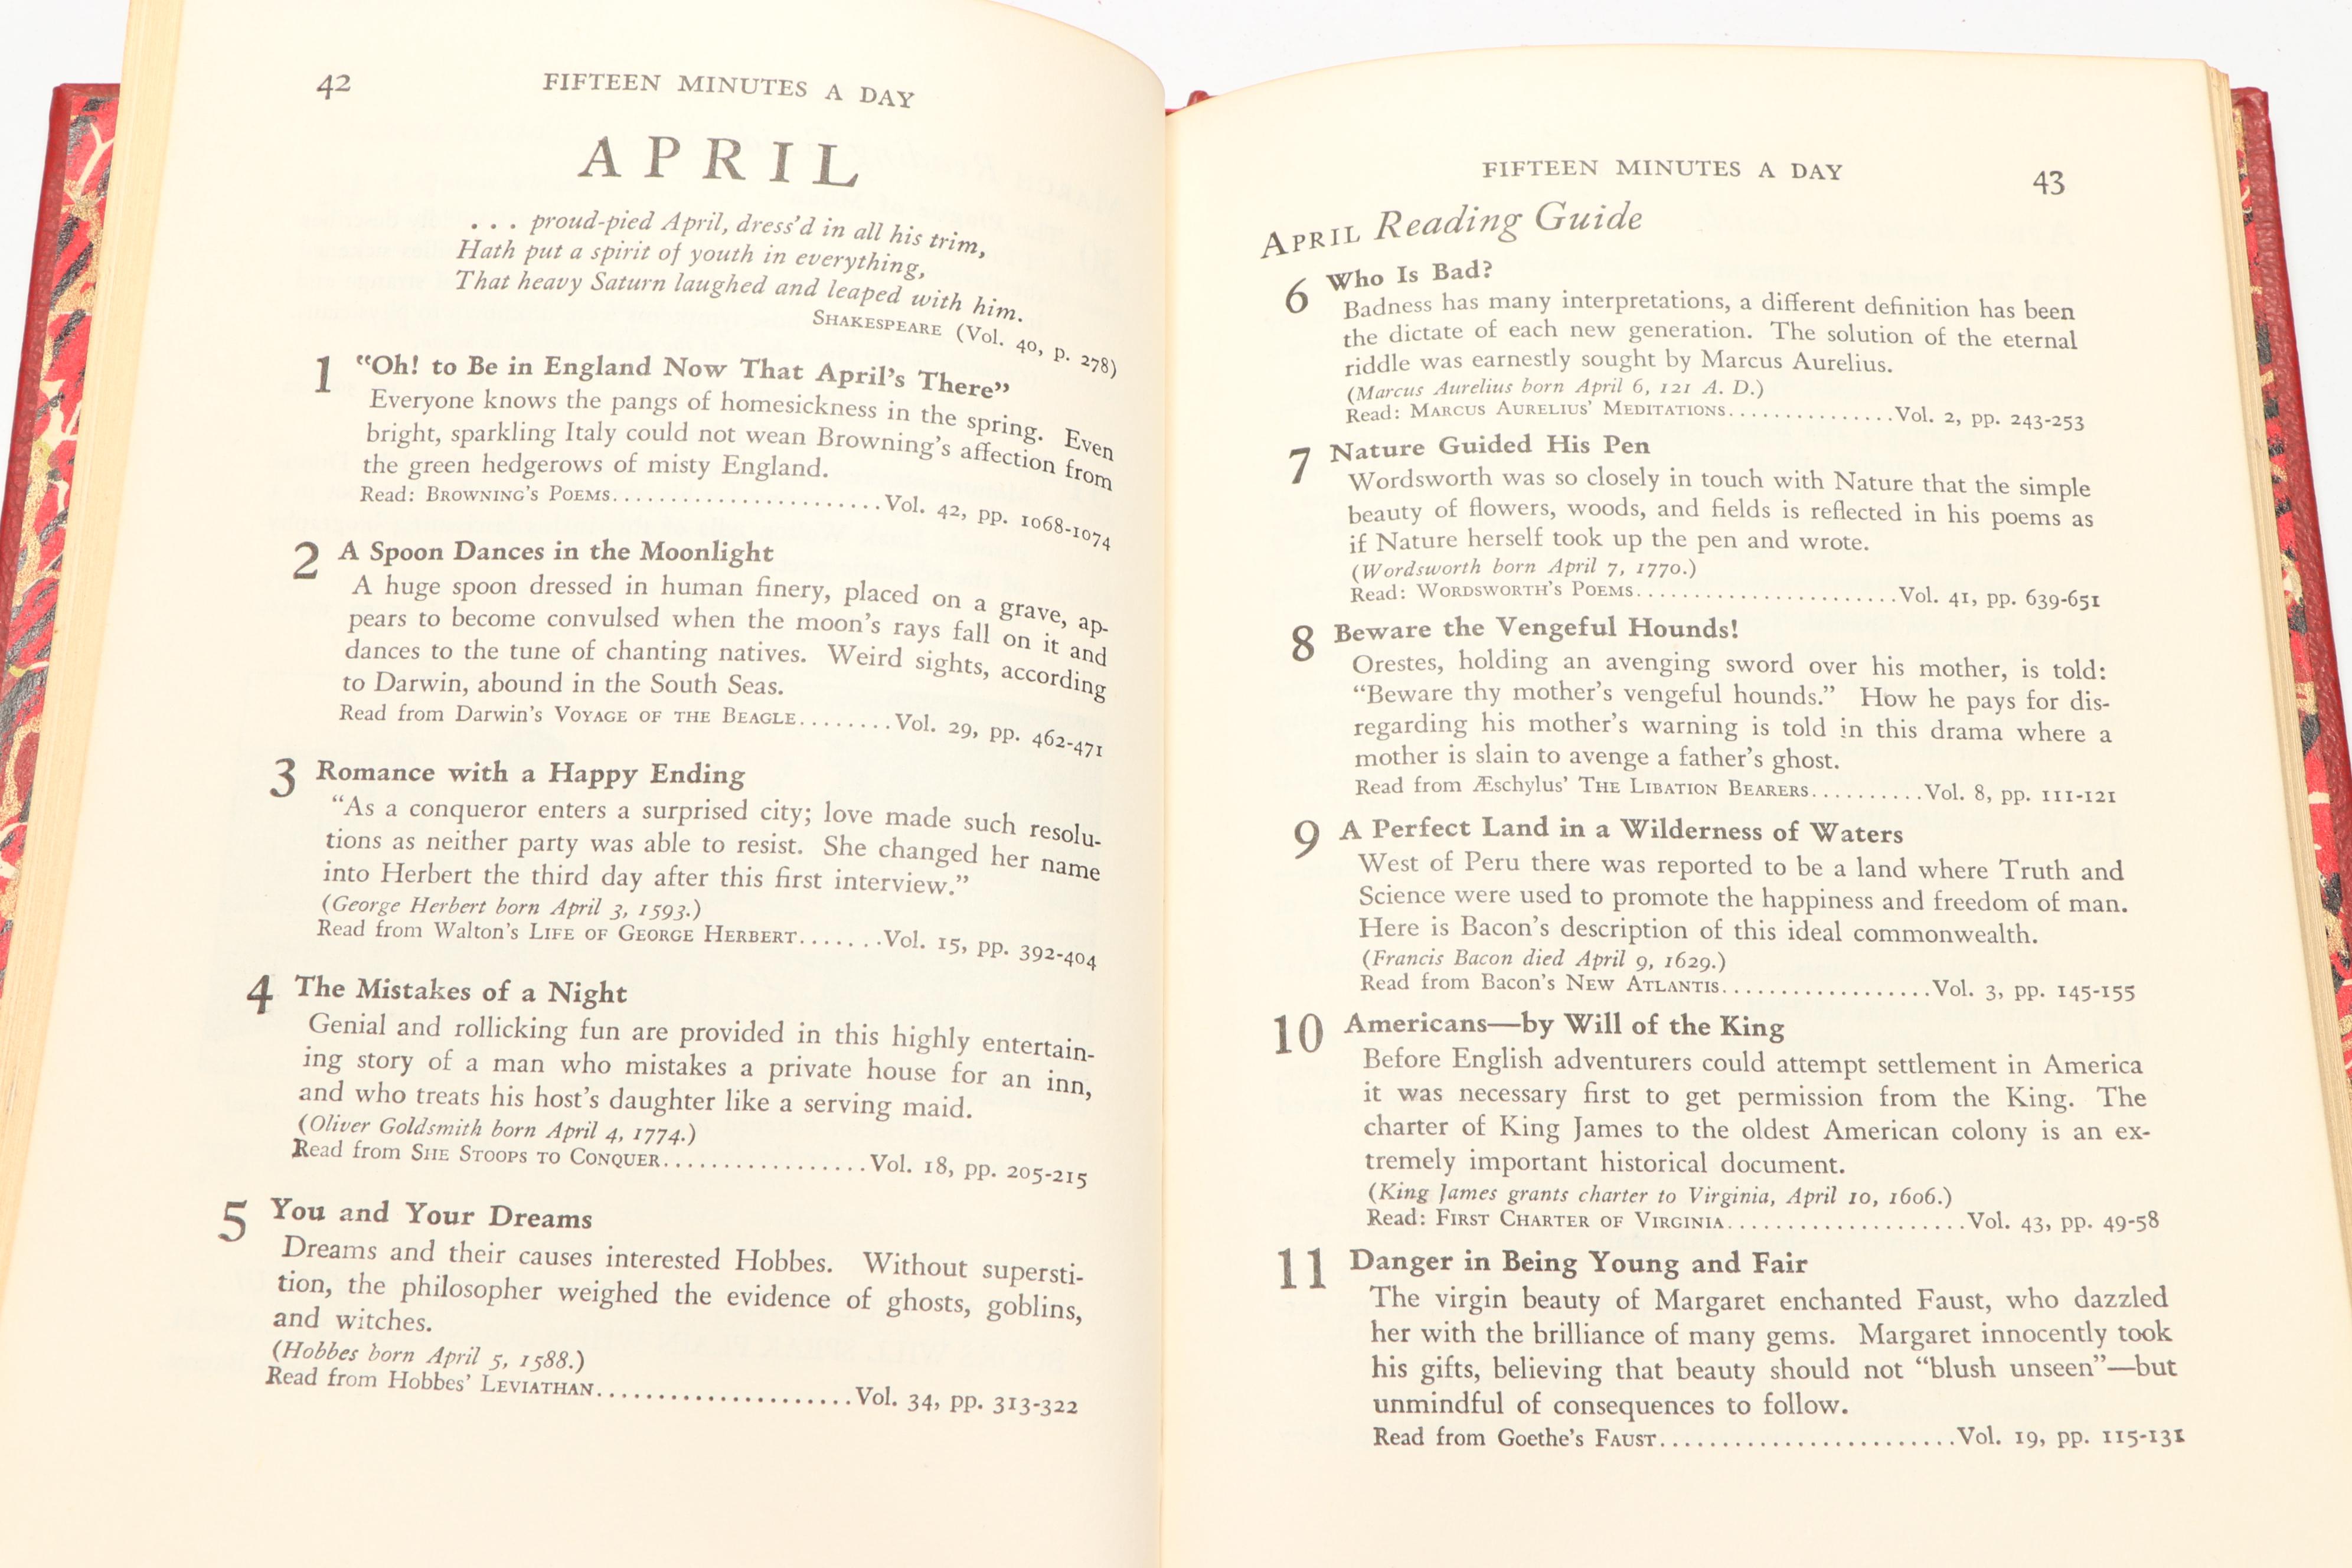 42
FIFTEEN MINUTES A DAY
APRIL
. . . proud-pied April, dress'd in all his trim,
Hath put a spirit of youth in everything,
That heavy Saturn laughed and leaped with him.
SHAKESPEARE (Vol. 40, p. 278)
1 “Oh! to Be in England Now That April's There”
Everyone knows the pangs of homesickness in the spring. Even
bright, sparkling Italy could not wean Browning's affection from
the green hedgerows of misty England.
Read: BROWNING'S POEMS......................Vol. 42, pp. 1068-1074
2 A Spoon Dances in the Moonlight
A huge spoon dressed in human finery, placed on a grave, ap-
pears to become convulsed when the moon's rays fall on it and
dances to the tune of chanting natives. Weird sights, according
to Darwin, abound in the South Seas.
Read from Darwin's VOYAGE OF THE BEAGLE........Vol. 29, pp. 462-471
3 Romance with a Happy Ending
“As a conqueror enters a surprised city; love made such resolu-
tions as neither party was able to resist. She changed her name
into Herbert the third day after this first interview.”
(George Herbert born April 3, 1593.)
Read from Walton's LIFE OF GEORGE HERBERT.......Vol. 15, pp. 392-404
4 The Mistakes of a Night
Genial and rollicking fun are provided in this highly entertain-
ing story of a man who mistakes a private house for an inn,
and who treats his host's daughter like a serving maid.
(Oliver Goldsmith born April 4, 1774.)
Read from SHE STOOPS TO CONQUER.................Vol. 18, pp. 205-215
5 You and Your Dreams
Dreams and their causes interested Hobbes. Without supersti-
tion, the philosopher weighed the evidence of ghosts, goblins,
and witches.
(Hobbes born April 5, 1588.)
Read from Hobbes' LEVIATHAN.....................Vol. 34, pp. 313-322
FIFTEEN MINUTES A DAY
43
APRIL Reading Guide
6 Who Is Bad?
Badness has many interpretations, a different definition has been
the dictate of each new generation. The solution of the eternal
riddle was earnestly sought by Marcus Aurelius.
(Marcus Aurelius born April 6, 121 A. D.)
Read: MARCUS AURELIUS' MEDITATIONS...............Vol. 2, pp. 243-253
7 Nature Guided His Pen
Wordsworth was so closely in touch with Nature that the simple
beauty of flowers, woods, and fields is reflected in his poems as
if Nature herself took up the pen and wrote.
(Wordsworth born April 7, 1770.)
Read: WORDSWORTH'S POEMS.......................Vol. 41, pp. 639-651
8 Beware the Vengeful Hounds!
Orestes, holding an avenging sword over his mother, is told:
“Beware thy mother's vengeful hounds.” How he pays for dis-
regarding his mother's warning is told in this drama where a
mother is slain to avenge a father's ghost.
Read from Æschylus' THE LIBATION BEARERS..........Vol. 8, pp. 111-121
9 A Perfect Land in a Wilderness of Waters
West of Peru there was reported to be a land where Truth and
Science were used to promote the happiness and freedom of man.
Here is Bacon's description of this ideal commonwealth.
(Francis Bacon died April 9, 1629.)
Read from Bacon's NEW ATLANTIS..................Vol. 3, pp. 145-155
10 Americans—by Will of the King
Before English adventurers could attempt settlement in America
it was necessary first to get permission from the King. The
charter of King James to the oldest American colony is an ex-
tremely important historical document.
(King James grants charter to Virginia, April 10, 1606.)
Read: FIRST CHARTER OF VIRGINIA.....................Vol. 43, pp. 49-58
11 Danger in Being Young and Fair
The virgin beauty of Margaret enchanted Faust, who dazzled
her with the brilliance of many gems. Margaret innocently took
his gifts, believing that beauty should not “blush unseen”—but
unmindful of consequences to follow.
Read from Goethe's FAUST.........................Vol. 19, pp. 115-131